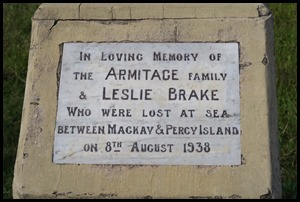 In Loving Memory of
the Armitage family
& Leslie Brake
Who were lost at sea
between Mackay & Percy Island
on 8th August 1938